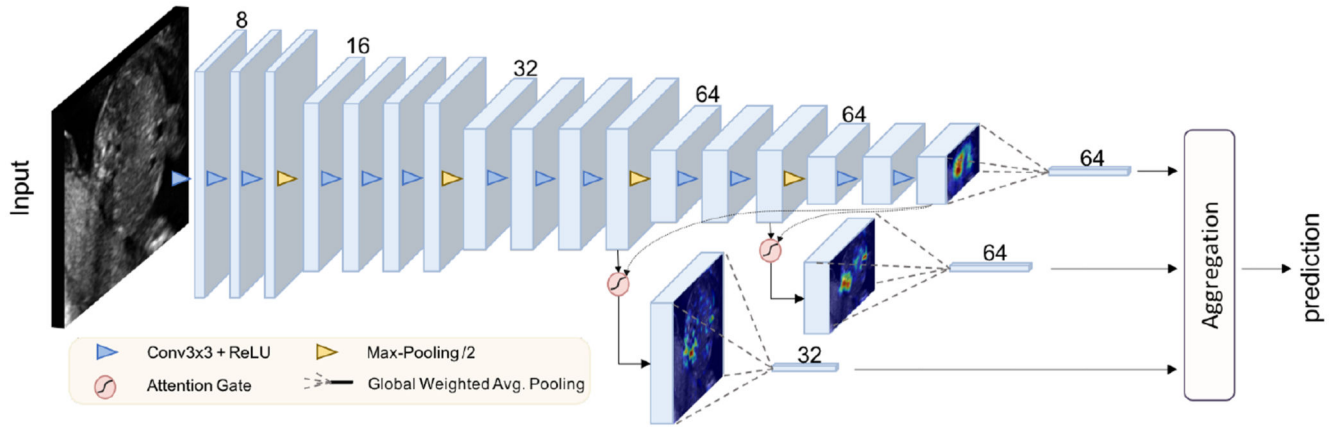 Input
8
16
32
64
64
64
64
32
Aggregation
prediction
Conv3x3 + ReLU
Max-Pooling/2
Attention Gate
Global Weighted Avg. Pooling